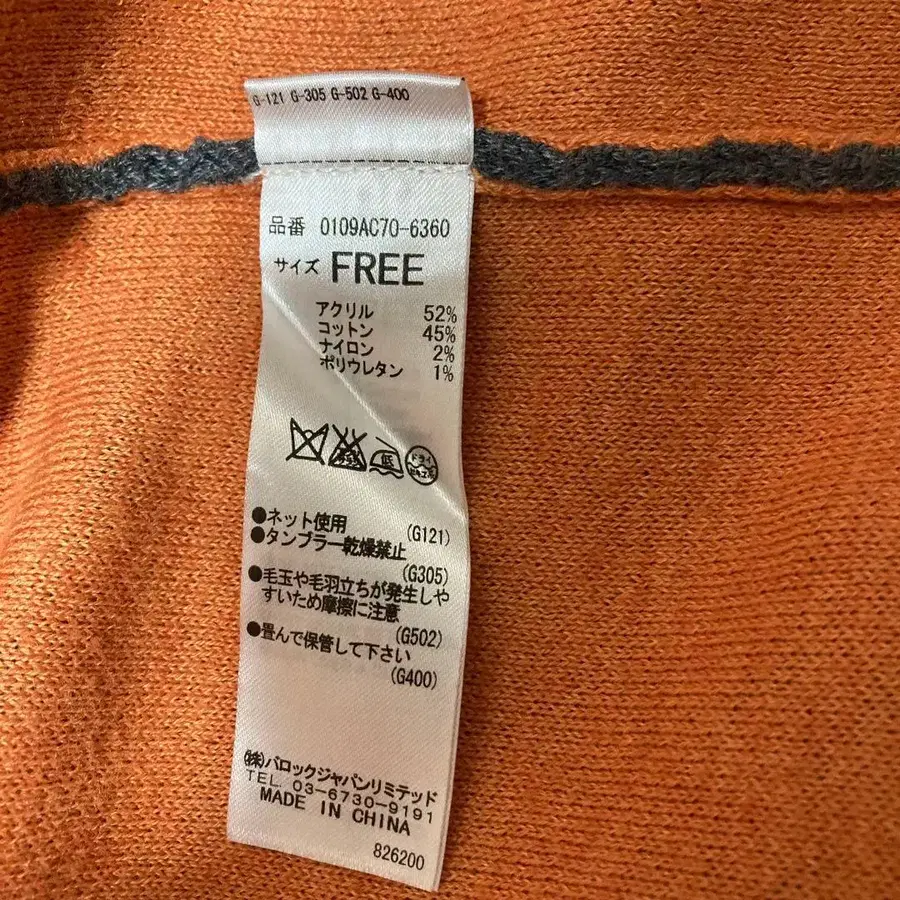 G-121 G-305 G-502 G-400
品番 0109AC70-6360
サイズ FREE
アクリル 52%
コットン 45%
ナイロン 2%
ポリウレタン 1%
低
ドライ
●ネット使用 (G121)
●タンブラー乾燥禁止
(G305)
●毛玉や毛羽立ちが発生しや
すいため摩擦に注意
(G502)
●畳んで保管して下さい
(G400)
㈱バロックジャパンリミテッド
TEL 03-6730-9191
MADE IN CHINA
826200